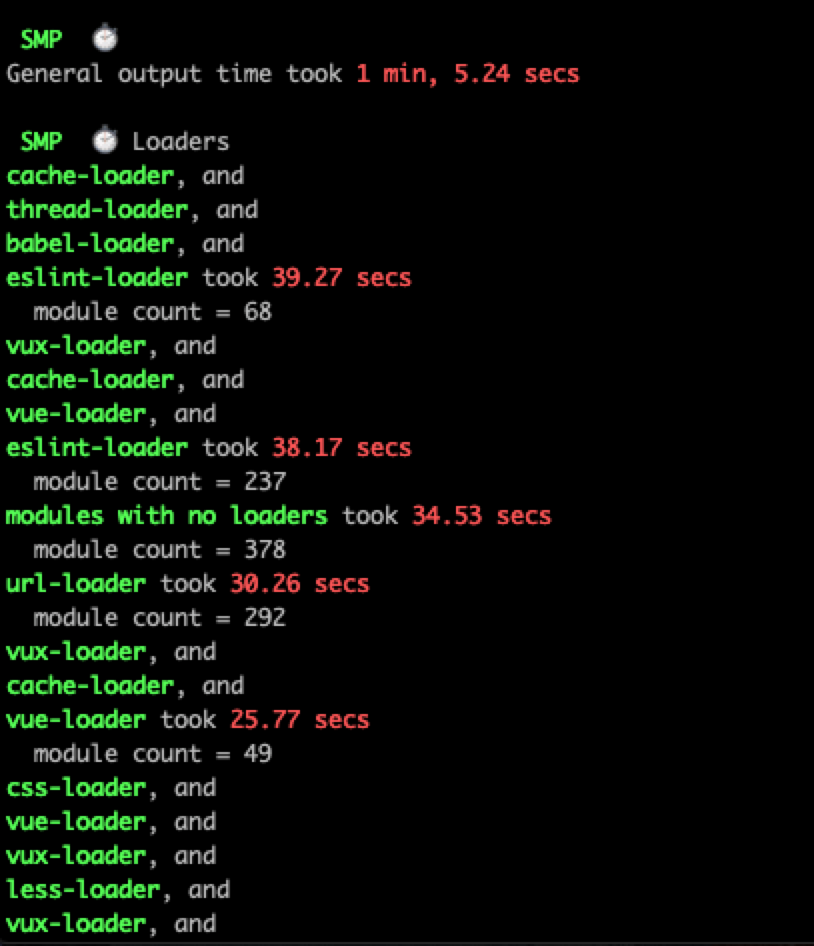 SMP ⏱
General output time took 1 min, 5.24 secs
SMP ⏱ Loaders
cache-loader, and
thread-loader, and
babel-loader, and
eslint-loader took 39.27 secs
module count = 68
vux-loader, and
cache-loader, and
vue-loader, and
eslint-loader took 38.17 secs
module count = 237
modules with no loaders took 34.53 secs
module count = 378
url-loader took 30.26 secs
module count = 292
vux-loader, and
cache-loader, and
vue-loader took 25.77 secs
module count = 49
css-loader, and
vue-loader, and
vux-loader, and
less-loader, and
vux-loader, and